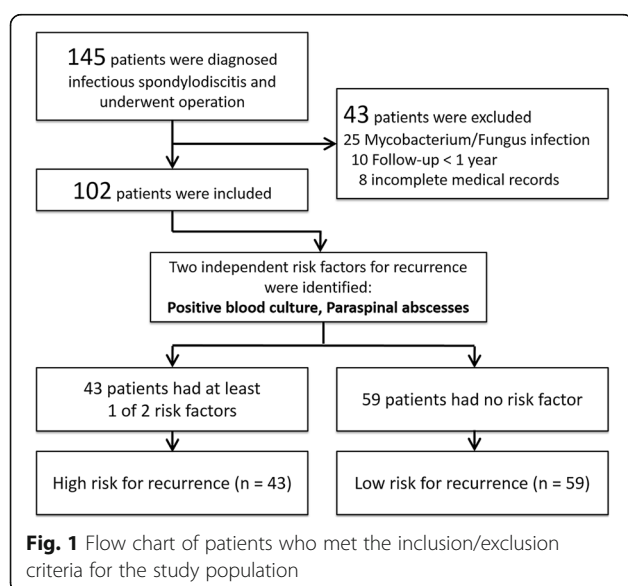 145 patients were diagnosed
infectious spondylodiscitis and
underwent operation
43 patients were excluded
25 Mycobacterium/Fungus infection
10 Follow-up < 1 year
8 incomplete medical records
102 patients were included
Two independent risk factors for recurrence
were identified:
Positive blood culture, Paraspinal abscesses
43 patients had at least
1 of 2 risk factors
59 patients had no risk factor
High risk for recurrence (n = 43)
Low risk for recurrence (n = 59)
Fig. 1 Flow chart of patients who met the inclusion/exclusion
criteria for the study population